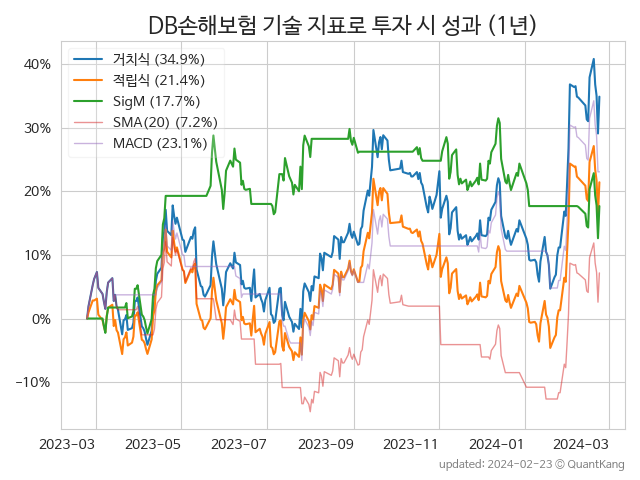 DB손해보험 기술 지표로 투자 시 성과 (1년)
거치식 (34.9%)
적립식 (21.4%)
SigM (17.7%)
SMA(20) (7.2%)
MACD (23.1%)
40%
30%
20%
10%
0%
−10%
2023-03 2023-05 2023-07 2023-09 2023-11 2024-01 2024-03
updated: 2024-02-23 © QuantKang